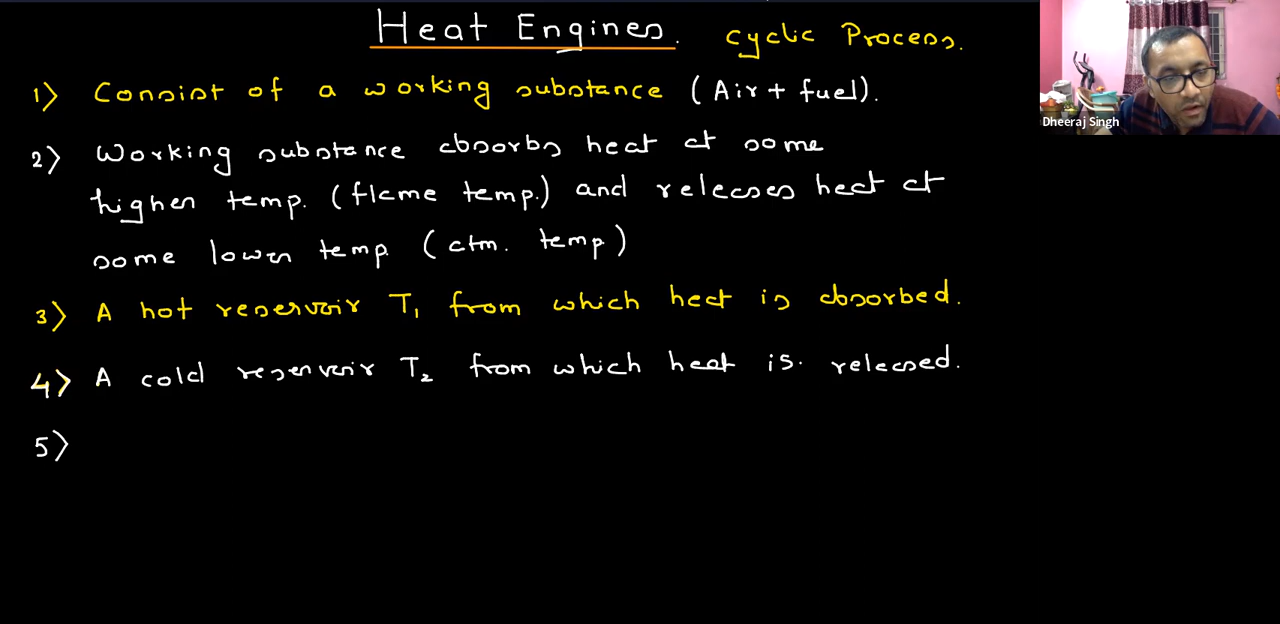 Heat Engines. Cyclic Process.
1) Consist of a working substance (Air + fuel).
Dheeraj Singh
2) Working substance absorbs heat at some
higher temp. (flame temp.) and releases heat at
some lower temp. (atm. temp)
3) A hot reservoir T₁ from which heat is absorbed.
4) A cold reservoir T₂ from which heat is. released.
5)